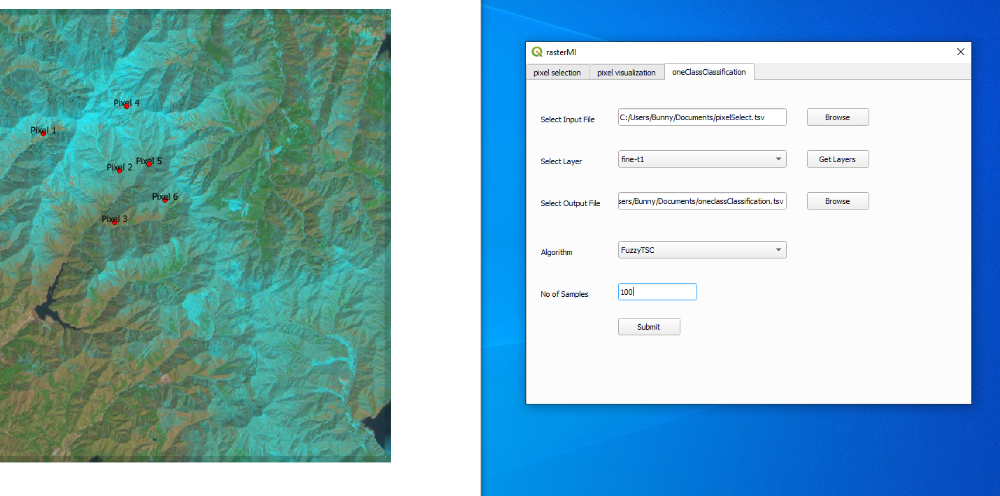 Pixel 4
Pixel 1
Pixel 5
Pixel 2
Pixel 6
Pixel 3
rasterMI
pixel selection pixel visualization oneClassClassification
Select Input File C:/Users/Bunny/Documents/pixelSelect.tsv Browse
Select Layer fine-t1 Get Layers
Select Output File sers/Bunny/Documents/oneclassClassification.tsv Browse
Algorithm FuzzyTSC
No of Samples 100
Submit